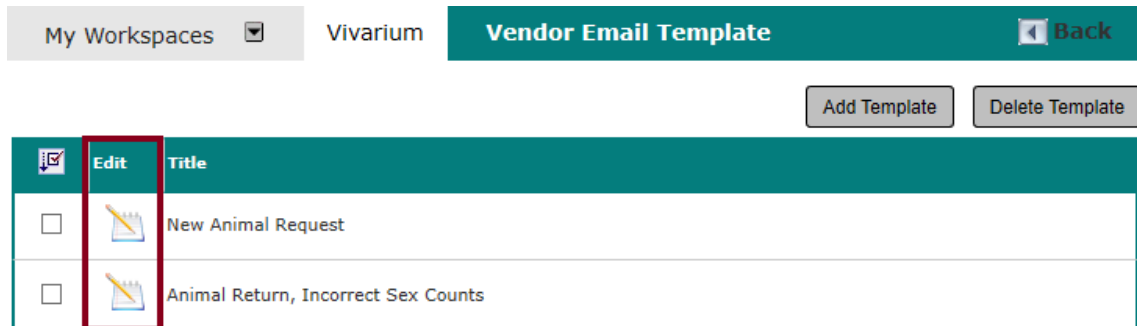 My Workspaces Vivarium Vendor Email Template Back
Add Template Delete Template
Edit Title
New Animal Request
Animal Return, Incorrect Sex Counts